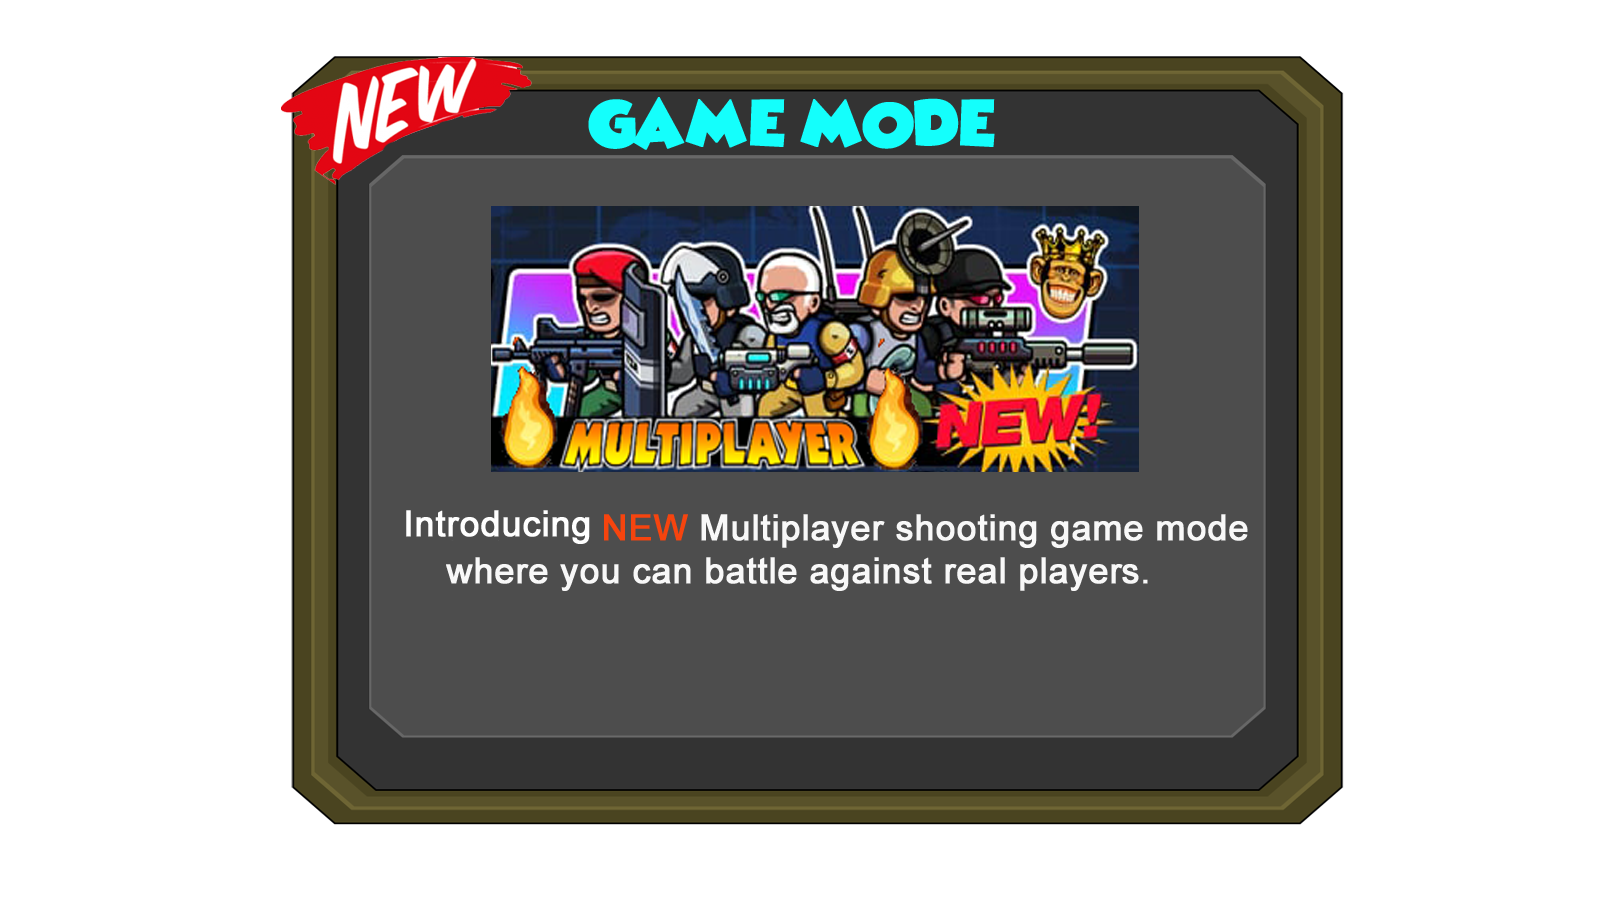 NEW
GAME MODE
MULTIPLAYER
NEW!
Introducing NEW Multiplayer shooting game mode
where you can battle against real players.